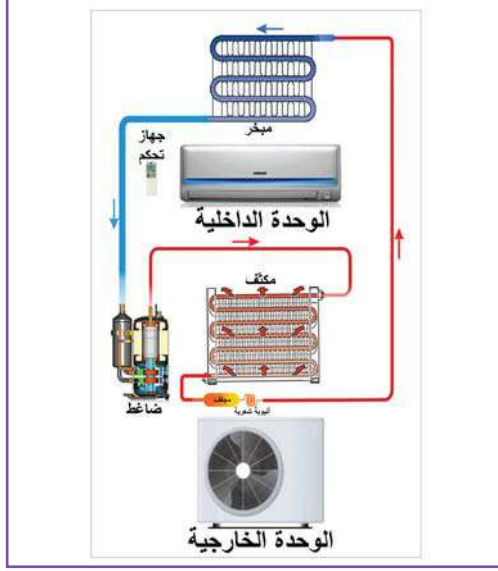 مبخر
جهاز
تحكم
الوحدة الداخلية
مكثف
ضاغط
مجفف
أنبوبة شعرية
الوحدة الخارجية